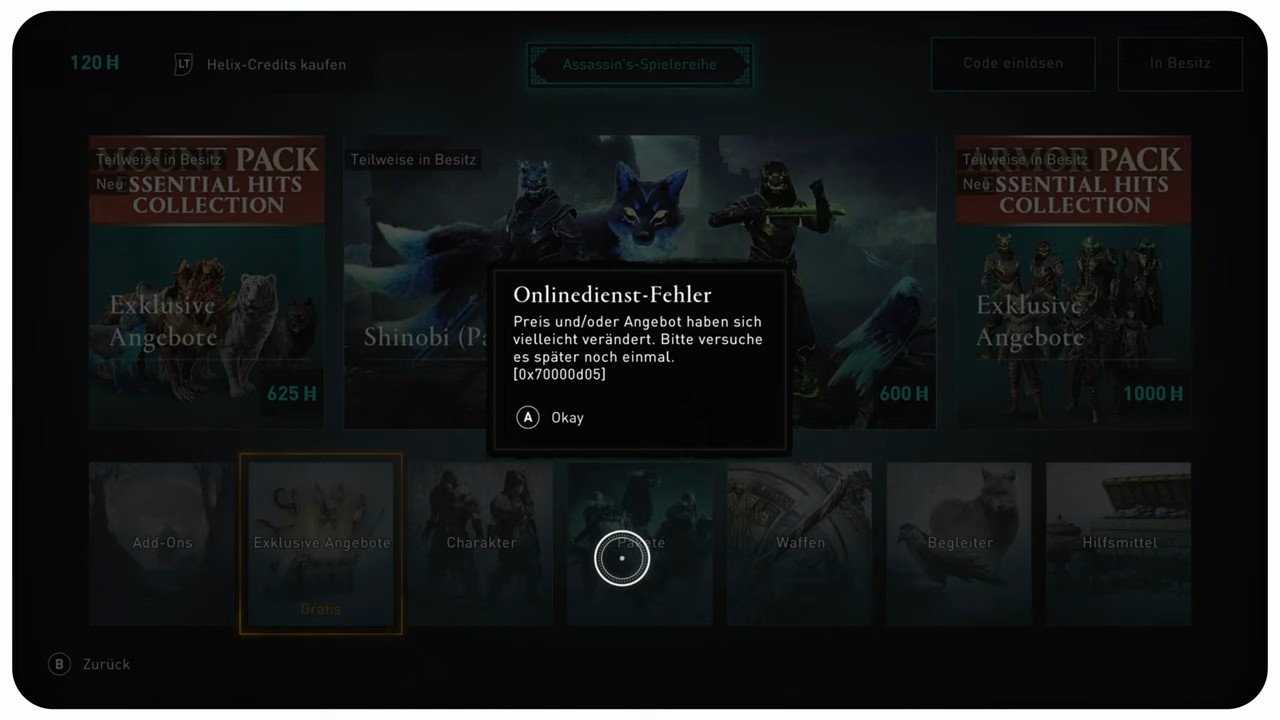 120 H
LT
Helix-Credits kaufen
Assassin's-Spielereihe
Code einlösen
In Besitz
Teilweise in Besitz
MOUNT PACK
Neu
SSENTIAL HITS
COLLECTION
Exklusive
Angebote
625 H
Teilweise in Besitz
Shinobi (Pa
600 H
Teilweise in Besitz
ARMOR PACK
Neu
SSENTIAL HITS
COLLECTION
Exklusive
Angebote
1000 H
Onlinedienst-Fehler
Preis und/oder Angebot haben sich
vielleicht verändert. Bitte versuche
es später noch einmal.
[0x70000d05]
A Okay
Add-Ons
Exklusive Angebote
Gratis
Charakter
Waffen
Begleiter
Hilfsmittel
B Zurück